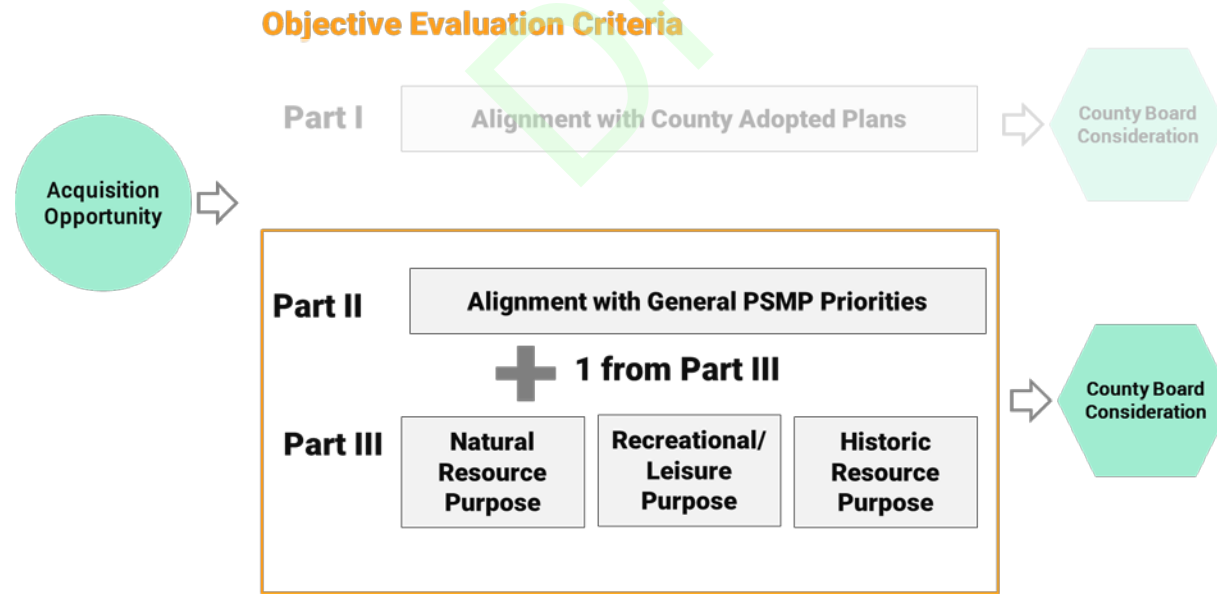 Objective Evaluation Criteria
Part I
Alignment with County Adopted Plans
County Board
Consideration
Acquisition
Opportunity
Part II
Alignment with General PSMP Priorities
1 from Part III
County Board
Consideration
Part III
Natural
Resource
Purpose
Recreational/
Leisure
Purpose
Historic
Resource
Purpose